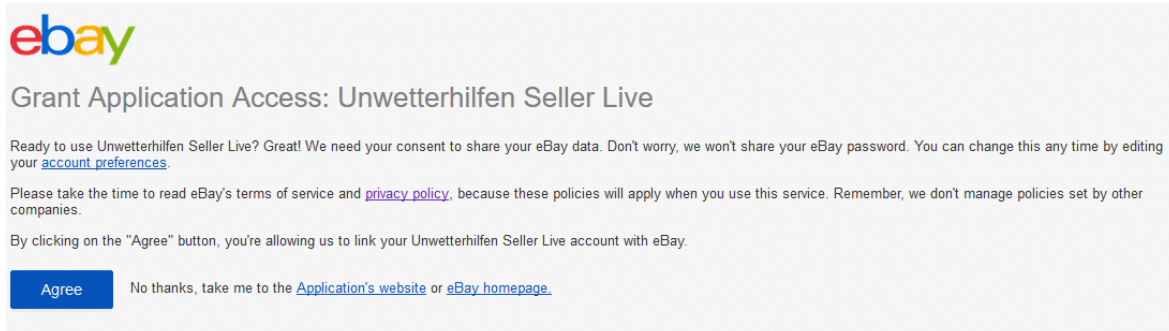 ebay
Grant Application Access: Unwetterhilfen Seller Live
Ready to use Unwetterhilfen Seller Live? Great! We need your consent to share your eBay data. Don't worry, we won't share your eBay password. You can change this any time by editing
your account preferences.
Please take the time to read eBay's terms of service and privacy policy, because these policies will apply when you use this service. Remember, we don't manage policies set by other
companies.
By clicking on the "Agree" button, you're allowing us to link your Unwetterhilfen Seller Live account with eBay.
Agree No thanks, take me to the Application's website or eBay homepage.